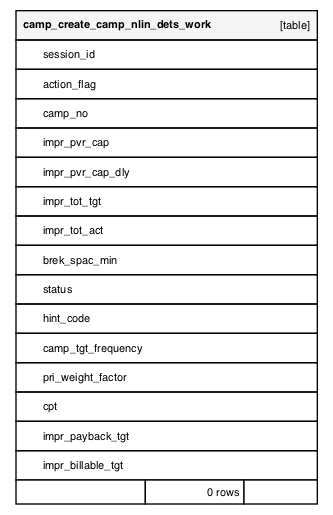 camp_create_camp_nlin_dets_work [table]
session_id
action_flag
camp_no
impr_pvr_cap
impr_pvr_cap_dly
impr_tot_tgt
impr_tot_act
brek_spac_min
status
hint_code
camp_tgt_frequency
pri_weight_factor
cpt
impr_payback_tgt
impr_billable_tgt
0 rows